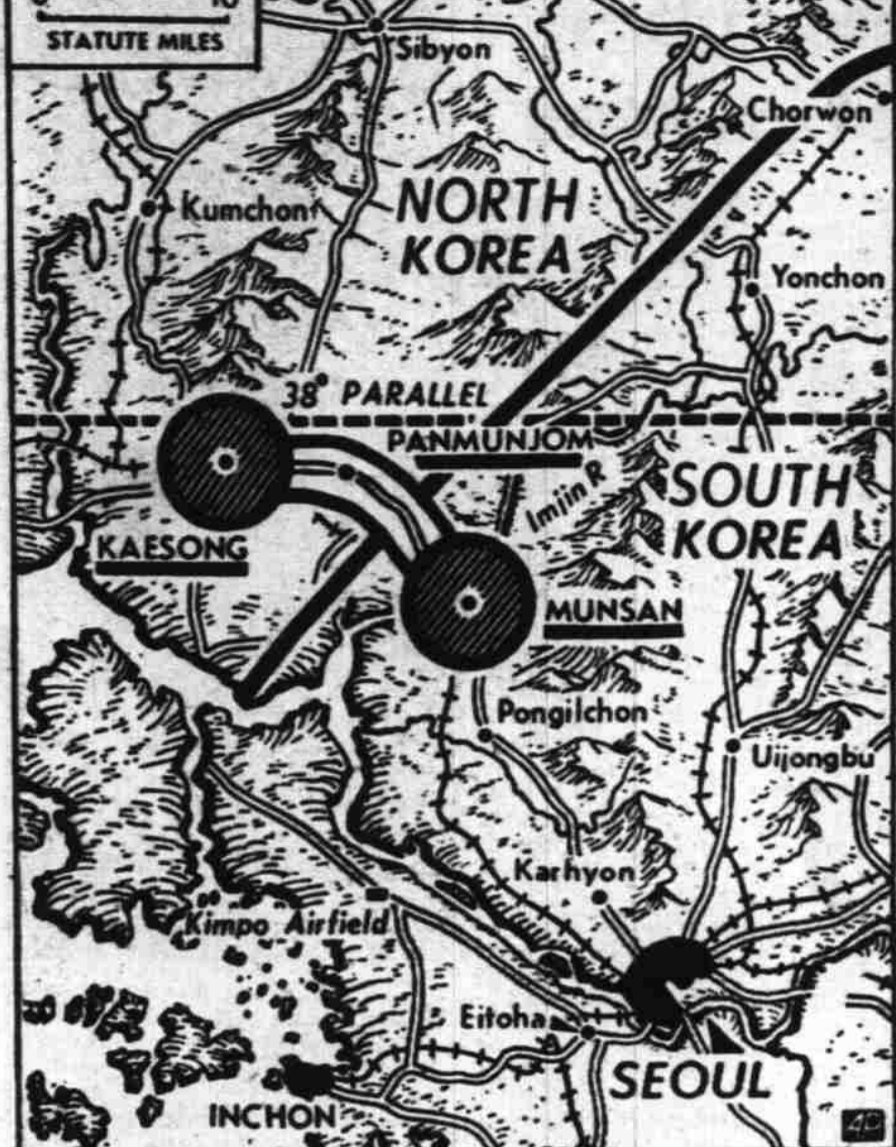 10
STATUTE MILES
Sibyon
Chorwon
Kumchon
NORTH
KOREA
Yonchon
38° PARALLEL
PANMUNJOM
Imjin R
SOUTH
KOREA
KAESONG
MUNSAN
Pongilchon
Uijongbu
Karhyon
Kimpo Airfield
Eitoha
SEOUL
INCHON